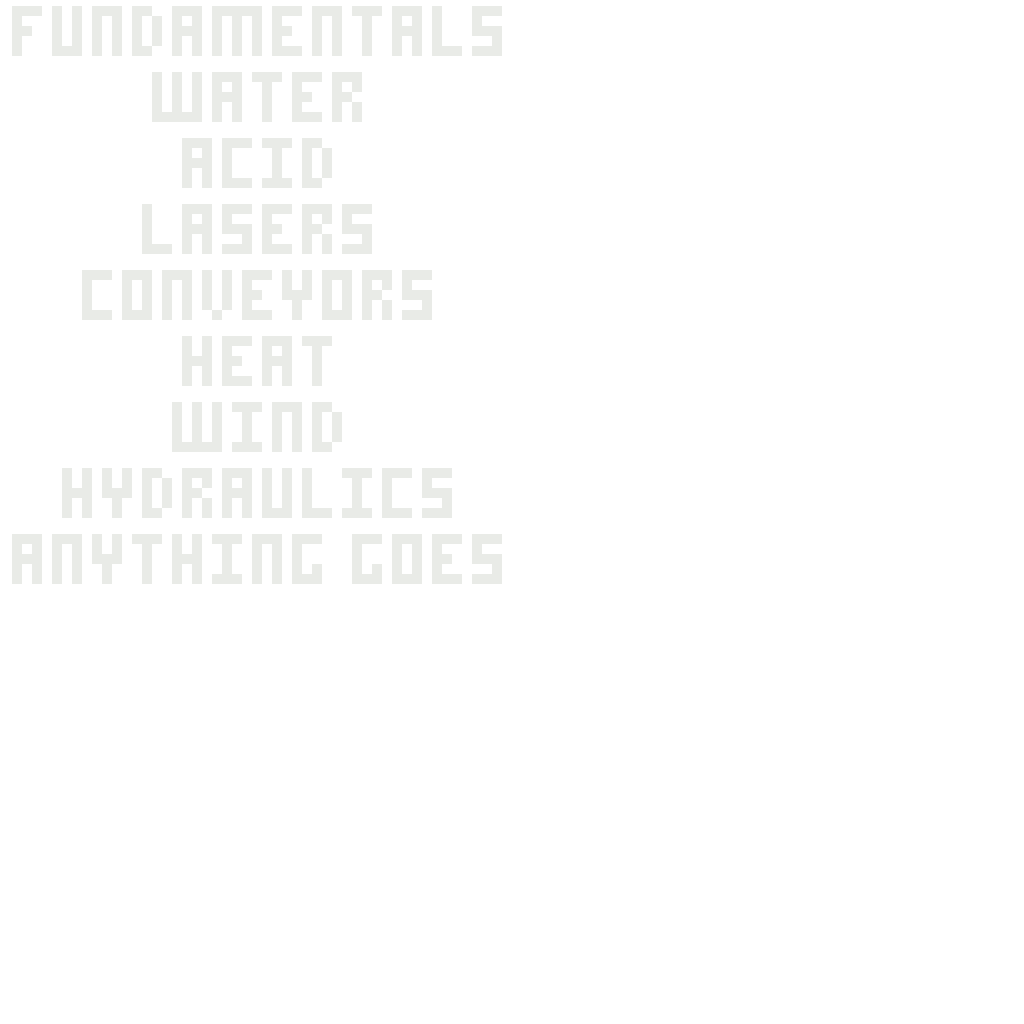 FUNDAMENTALS
WATER
ACID
LASERS
CONVEYORS
HEAT
WIND
HYDRAULICS
ANYTHING GOES